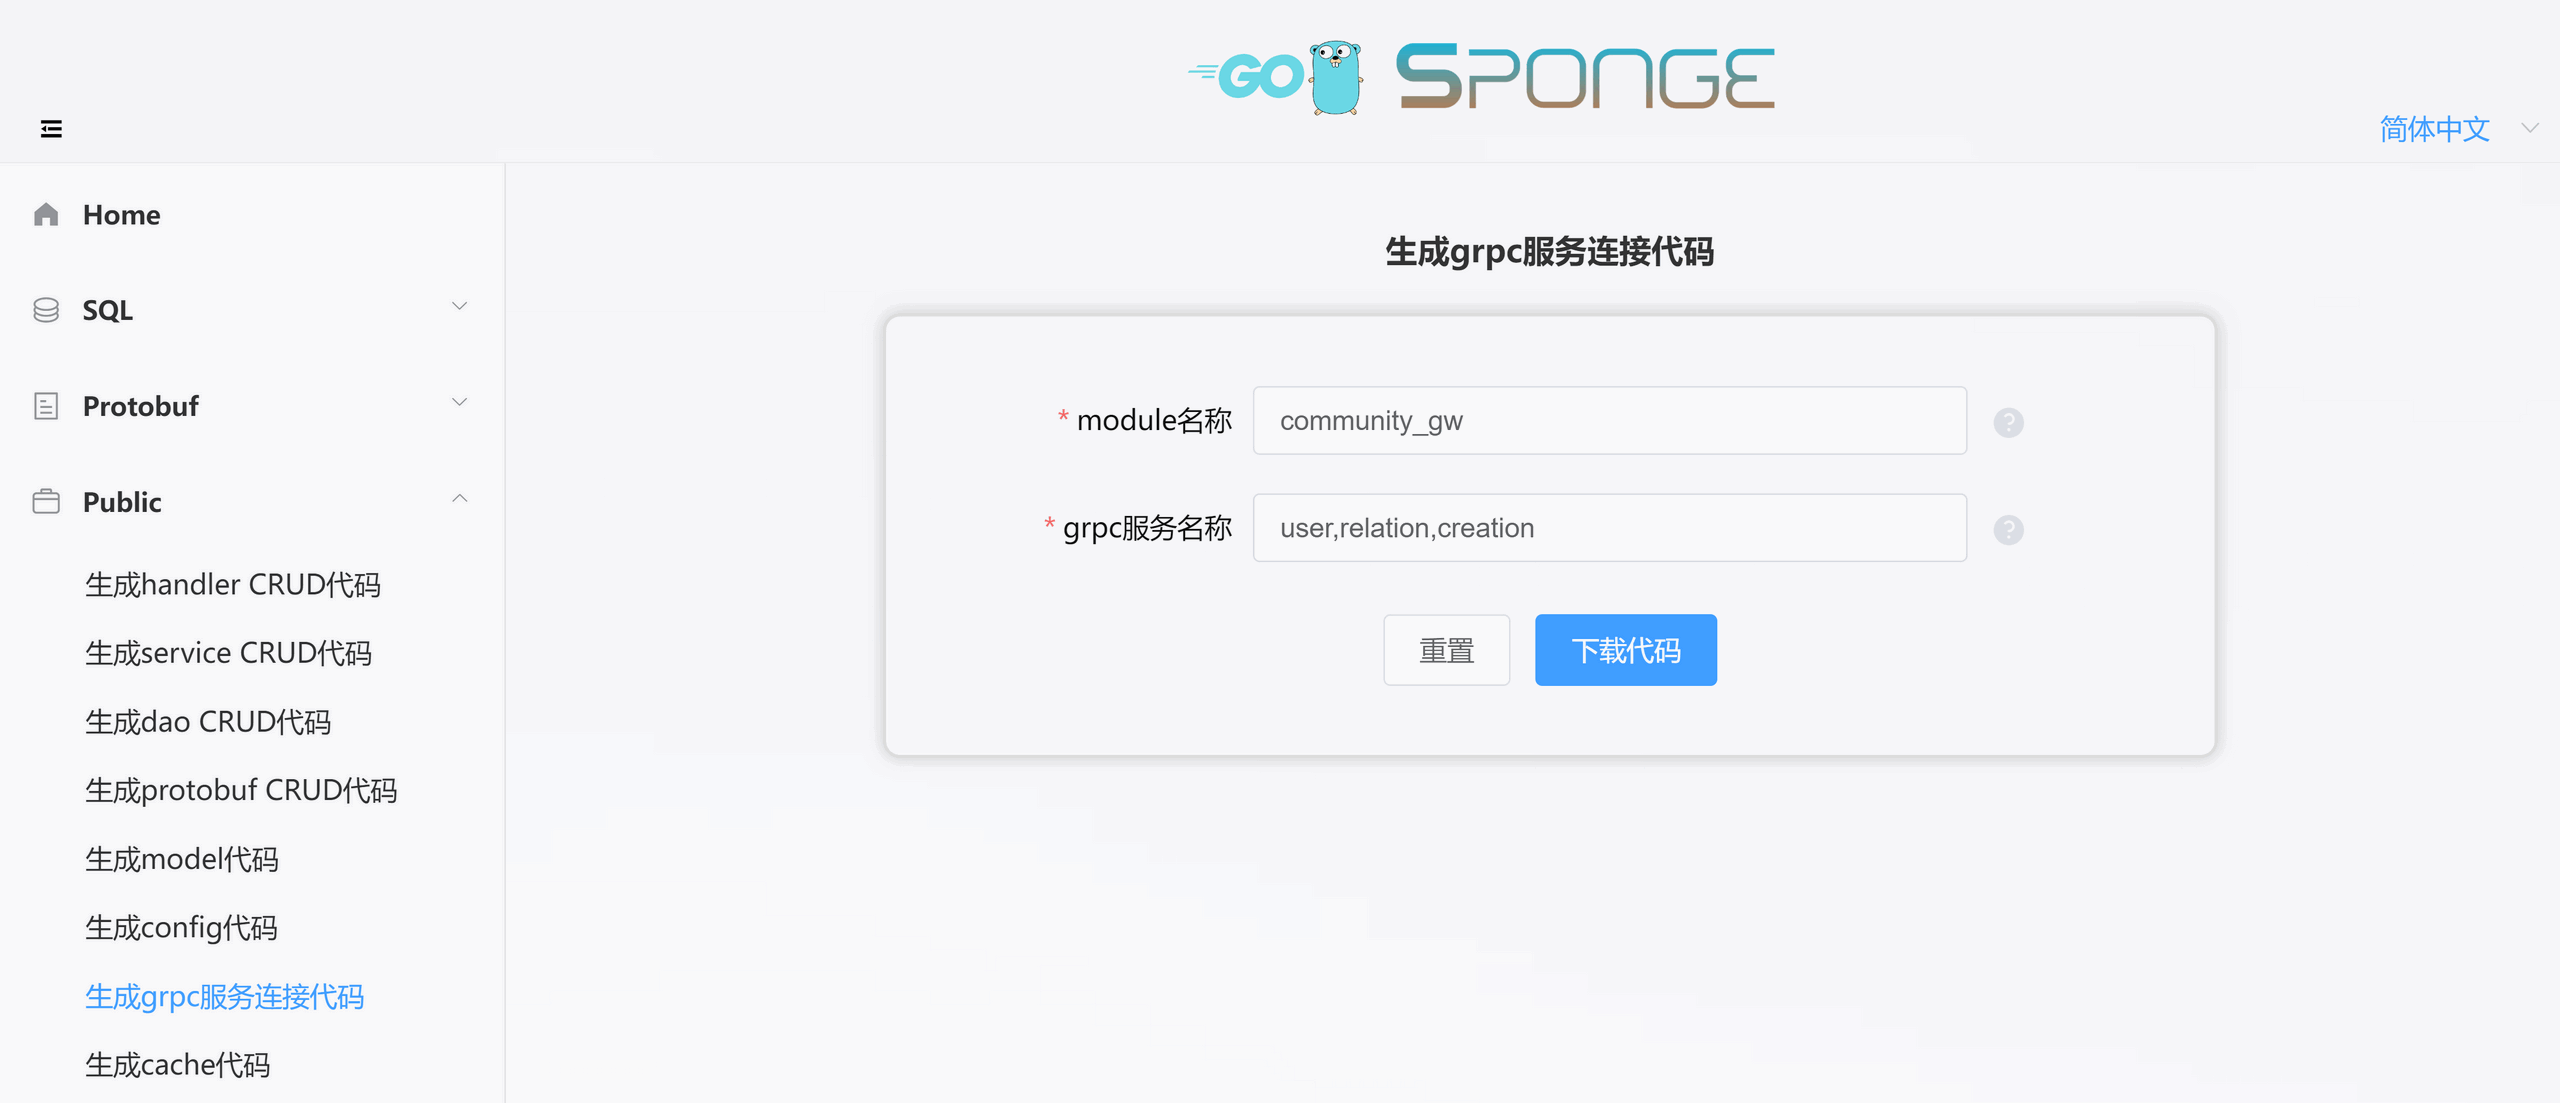 GO SPONGE
简体中文
Home
SQL
Protobuf
Public
生成handler CRUD代码
生成service CRUD代码
生成dao CRUD代码
生成protobuf CRUD代码
生成model代码
生成config代码
生成grpc服务连接代码
生成cache代码
生成grpc服务连接代码
* module名称 community_gw ?
* grpc服务名称 user,relation,creation ?
重置 下载代码